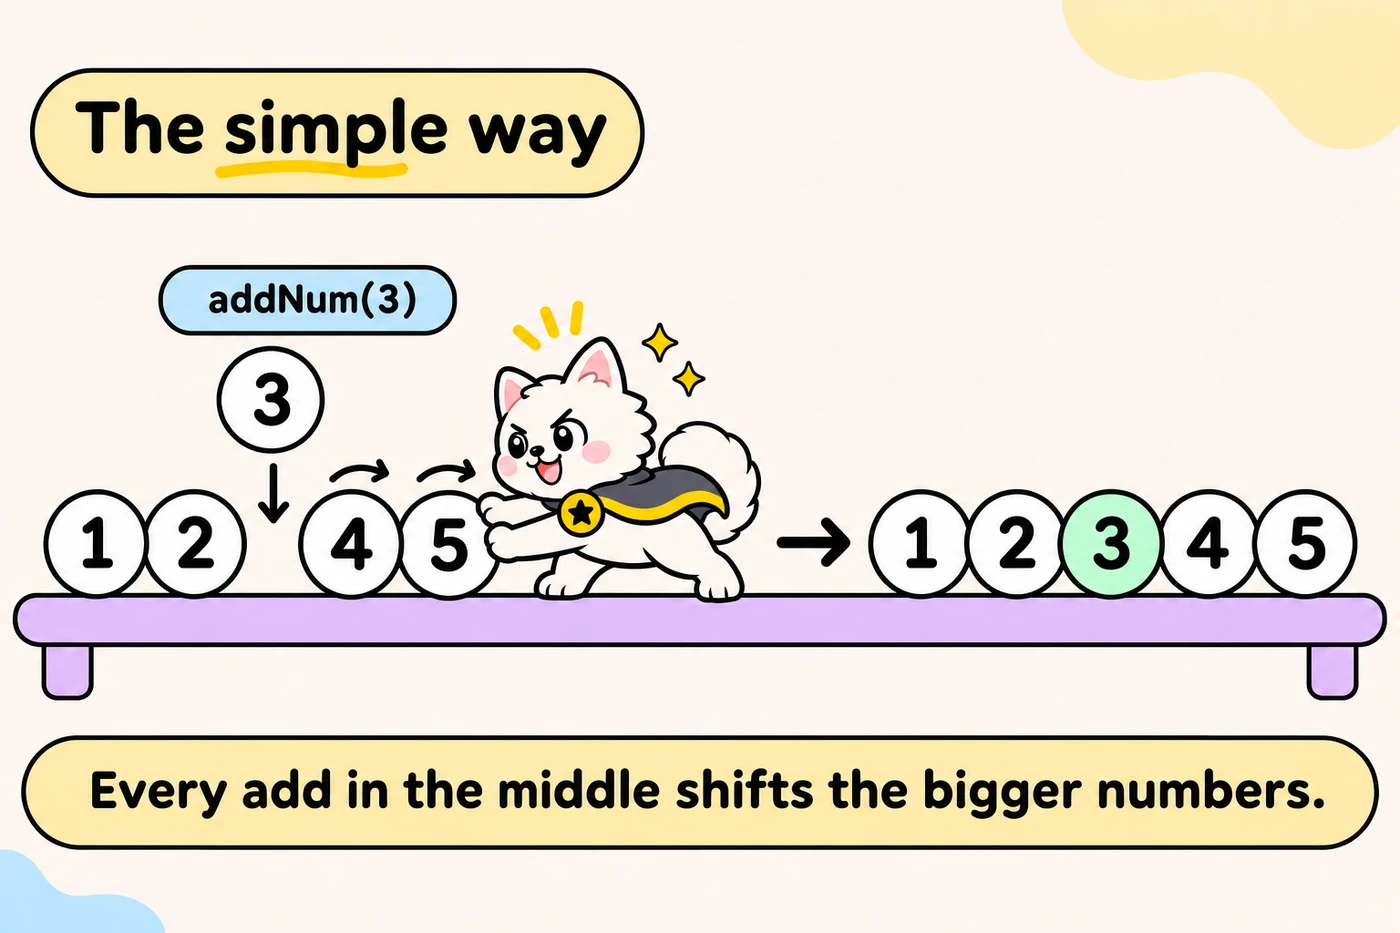 The simple way
addNum(3)
3
1 2 4 5 1 2 3 4 5
Every add in the middle shifts the bigger numbers.